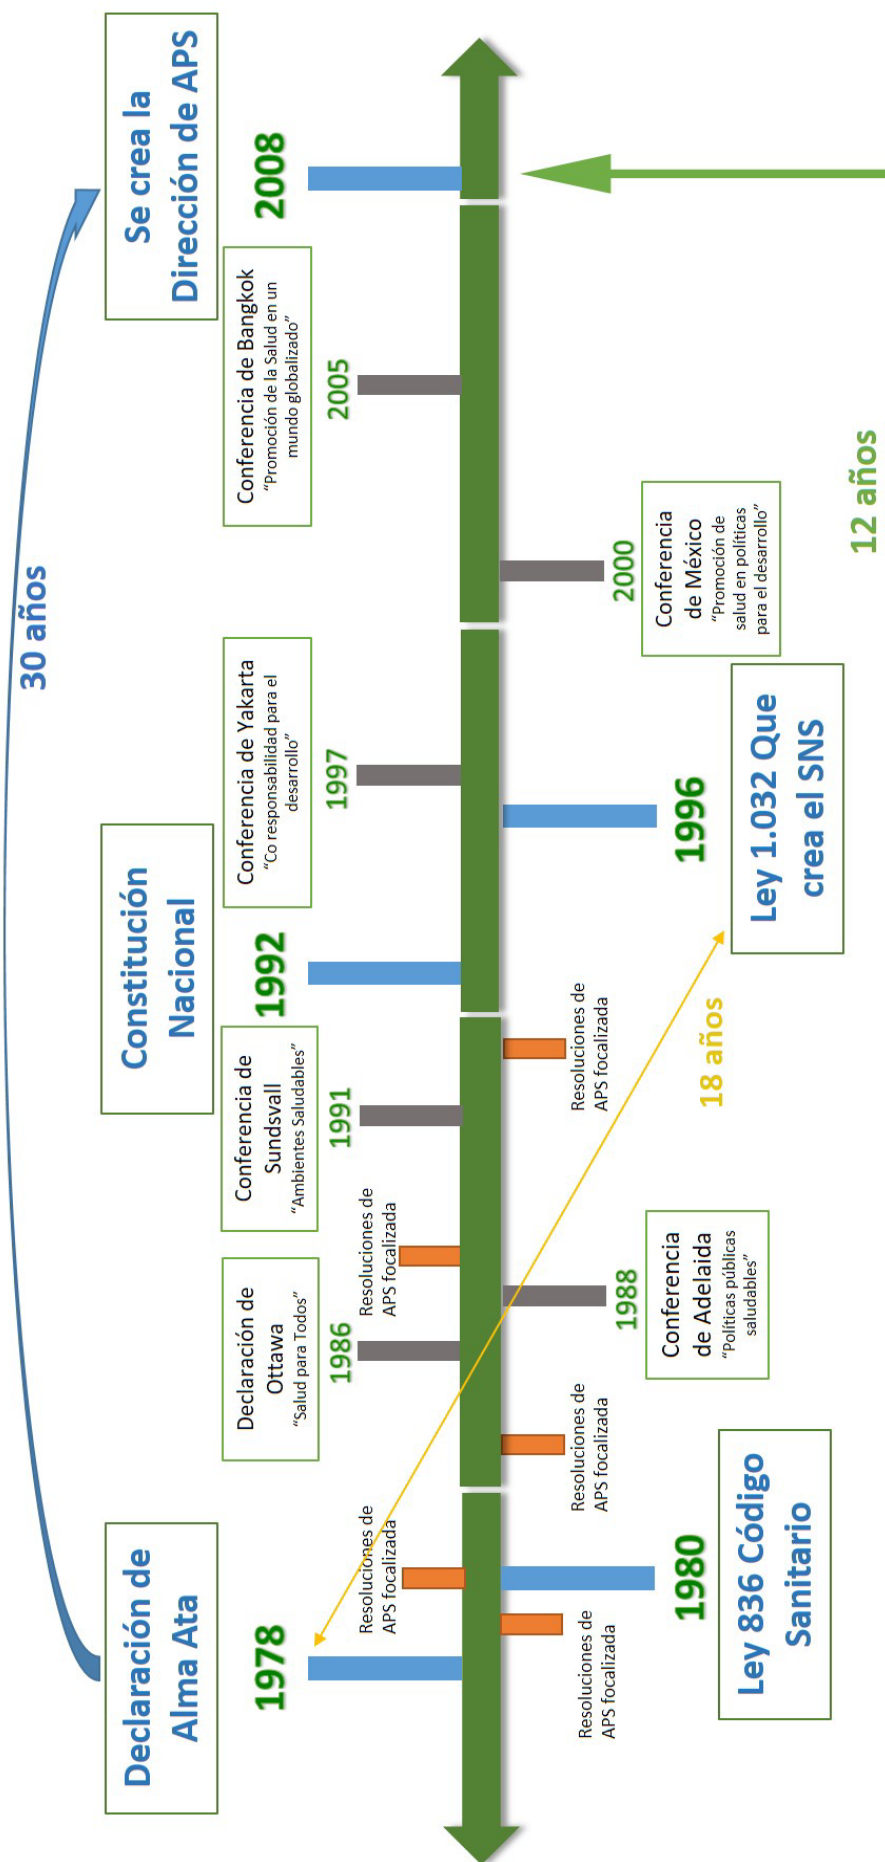 30 años
Declaración de
Alma Ata
1978
Resoluciones de
APS focalizada
Declaración de
Ottawa
“Salud para Todos”
1986
Resoluciones de
APS focalizada
Conferencia de
Sundsvall
“Ambientes Saludables”
1991
Constitución
Nacional
1992
Conferencia de Yakarta
“Co responsabilidad para el
desarrollo”
1997
Conferencia de Bangkok
“Promoción de la Salud en un
mundo globalizado”
2005
Se crea la
Dirección de APS
2008
Resoluciones de
APS focalizada
1980
Ley 836 Código
Sanitario
Resoluciones de
APS focalizada
1988
Conferencia
de Adelaida
“Políticas públicas
saludables”
Resoluciones de
APS focalizada
18 años
1996
Ley 1.032 Que
crea el SNS
2000
Conferencia
de México
“Promoción de
salud en políticas
para el desarrollo”
12 años